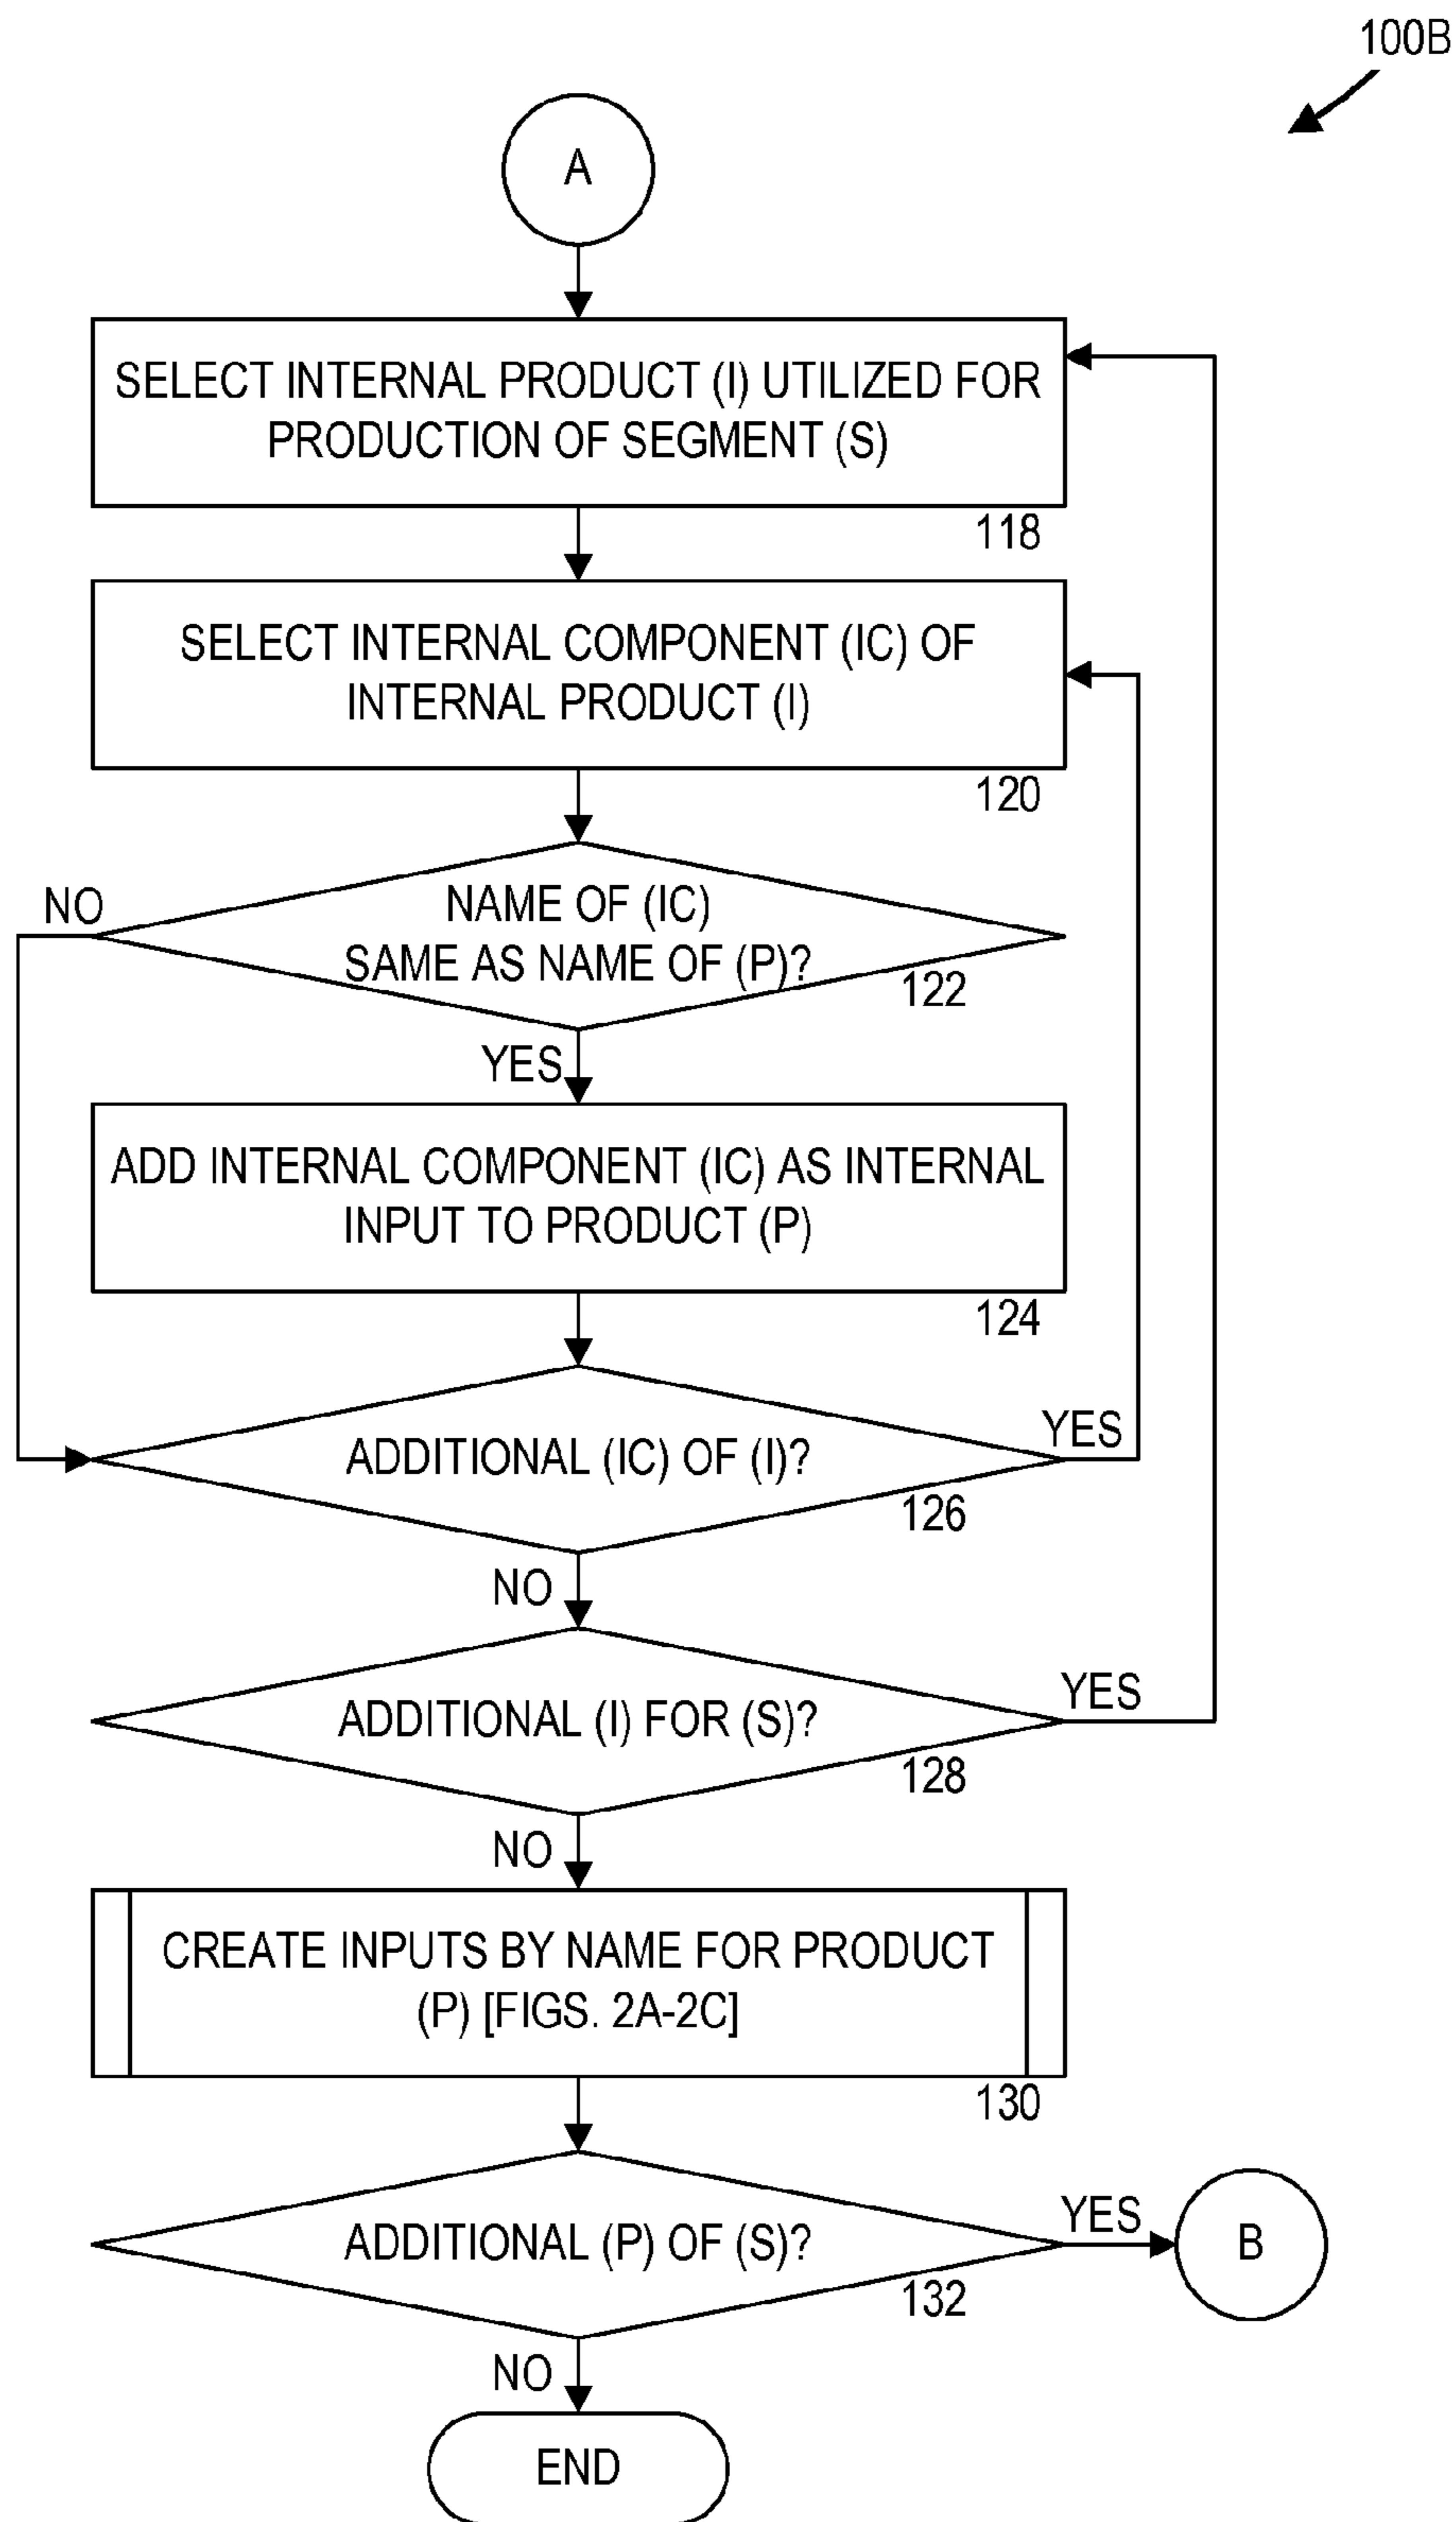 100B
A
SELECT INTERNAL PRODUCT (I) UTILIZED FOR
PRODUCTION OF SEGMENT (S)
118
SELECT INTERNAL COMPONENT (IC) OF
INTERNAL PRODUCT (I)
120
NO
NAME OF (IC)
SAME AS NAME OF (P)?
122
YES
ADD INTERNAL COMPONENT (IC) AS INTERNAL
INPUT TO PRODUCT (P)
124
YES
ADDITIONAL (IC) OF (I)?
126
NO
YES
ADDITIONAL (I) FOR (S)?
128
NO
CREATE INPUTS BY NAME FOR PRODUCT
(P) [FIGS. 2A-2C]
130
YES
ADDITIONAL (P) OF (S)?
B
132
NO
END